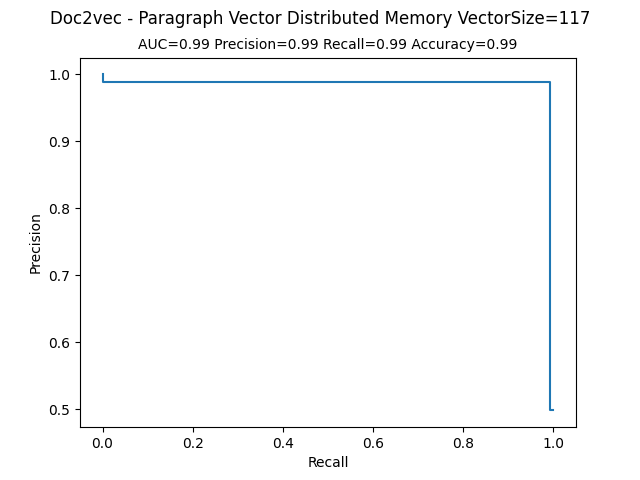 Doc2vec - Paragraph Vector Distributed Memory VectorSize=117
AUC=0.99 Precision=0.99 Recall=0.99 Accuracy=0.99
1.0
0.9
0.8
0.7
0.6
0.5
Precision
0.0 0.2 0.4 0.6 0.8 1.0
Recall